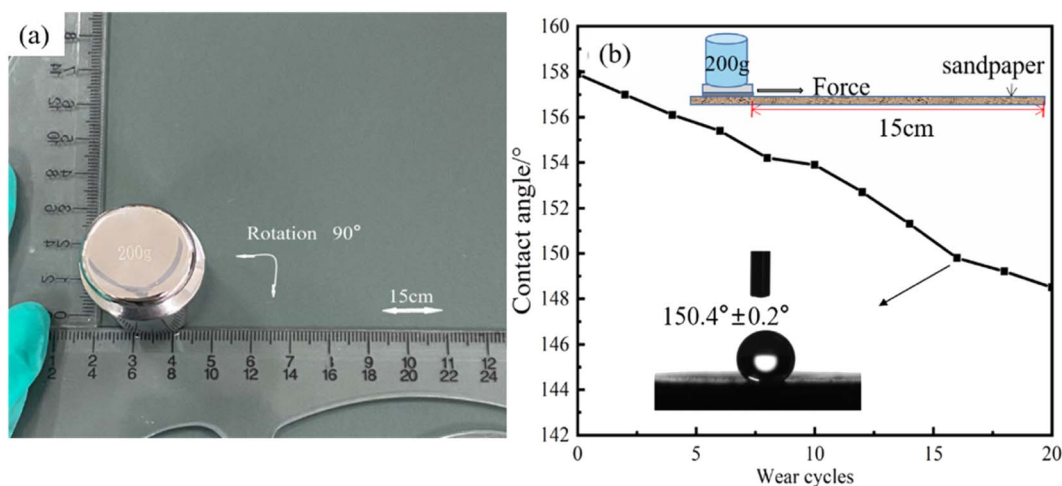 (a)
200g
Rotation 90°
15cm
1 2 3 4 5 6 7 8 9 10 11 12
2 4 6 8 10 12 14 16 18 20 22 24
(b)
200g
Force
sandpaper
15cm
150.4°±0.2°
Contact angle/°
160
158
156
154
152
150
148
146
144
142
0 5 10 15 20
Wear cycles